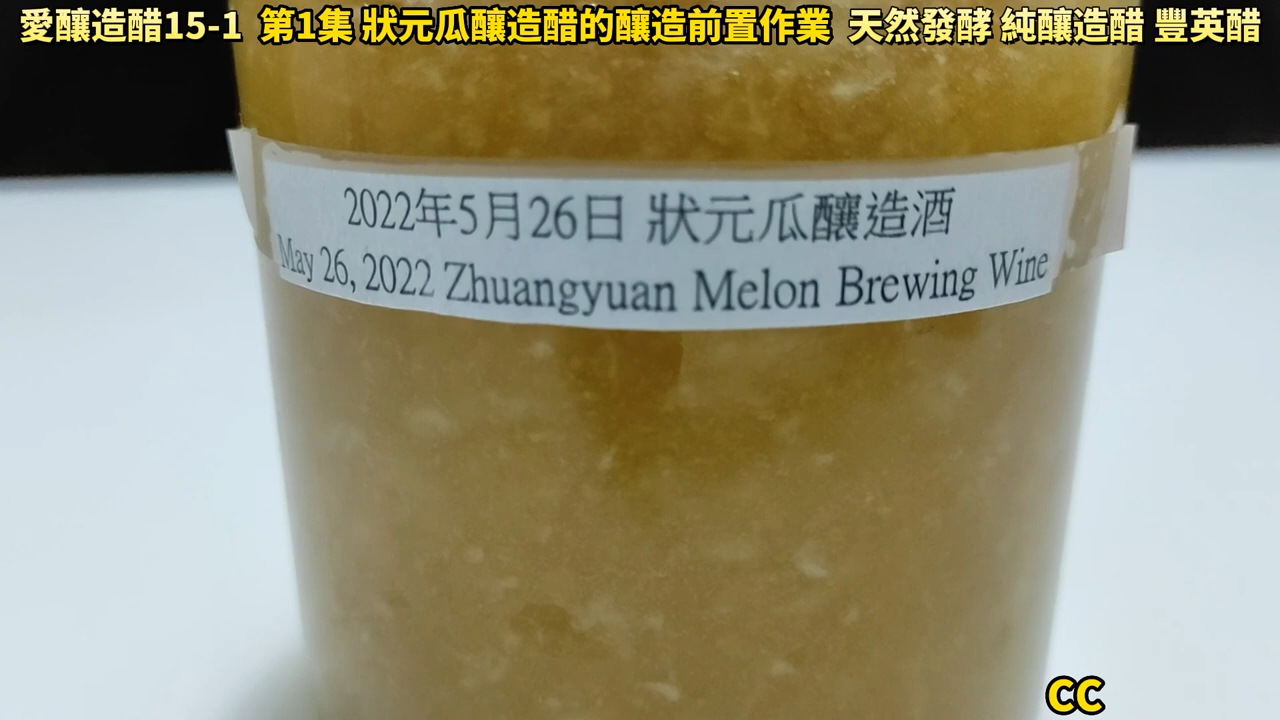 愛釀造醋15-1 第1集 狀元瓜釀造醋的釀造前置作業 天然發酵 純釀造醋 豐英醋
2022年5月26日 狀元瓜釀造酒
May 26, 2022 Zhuangyuan Melon Brewing Wine
CC